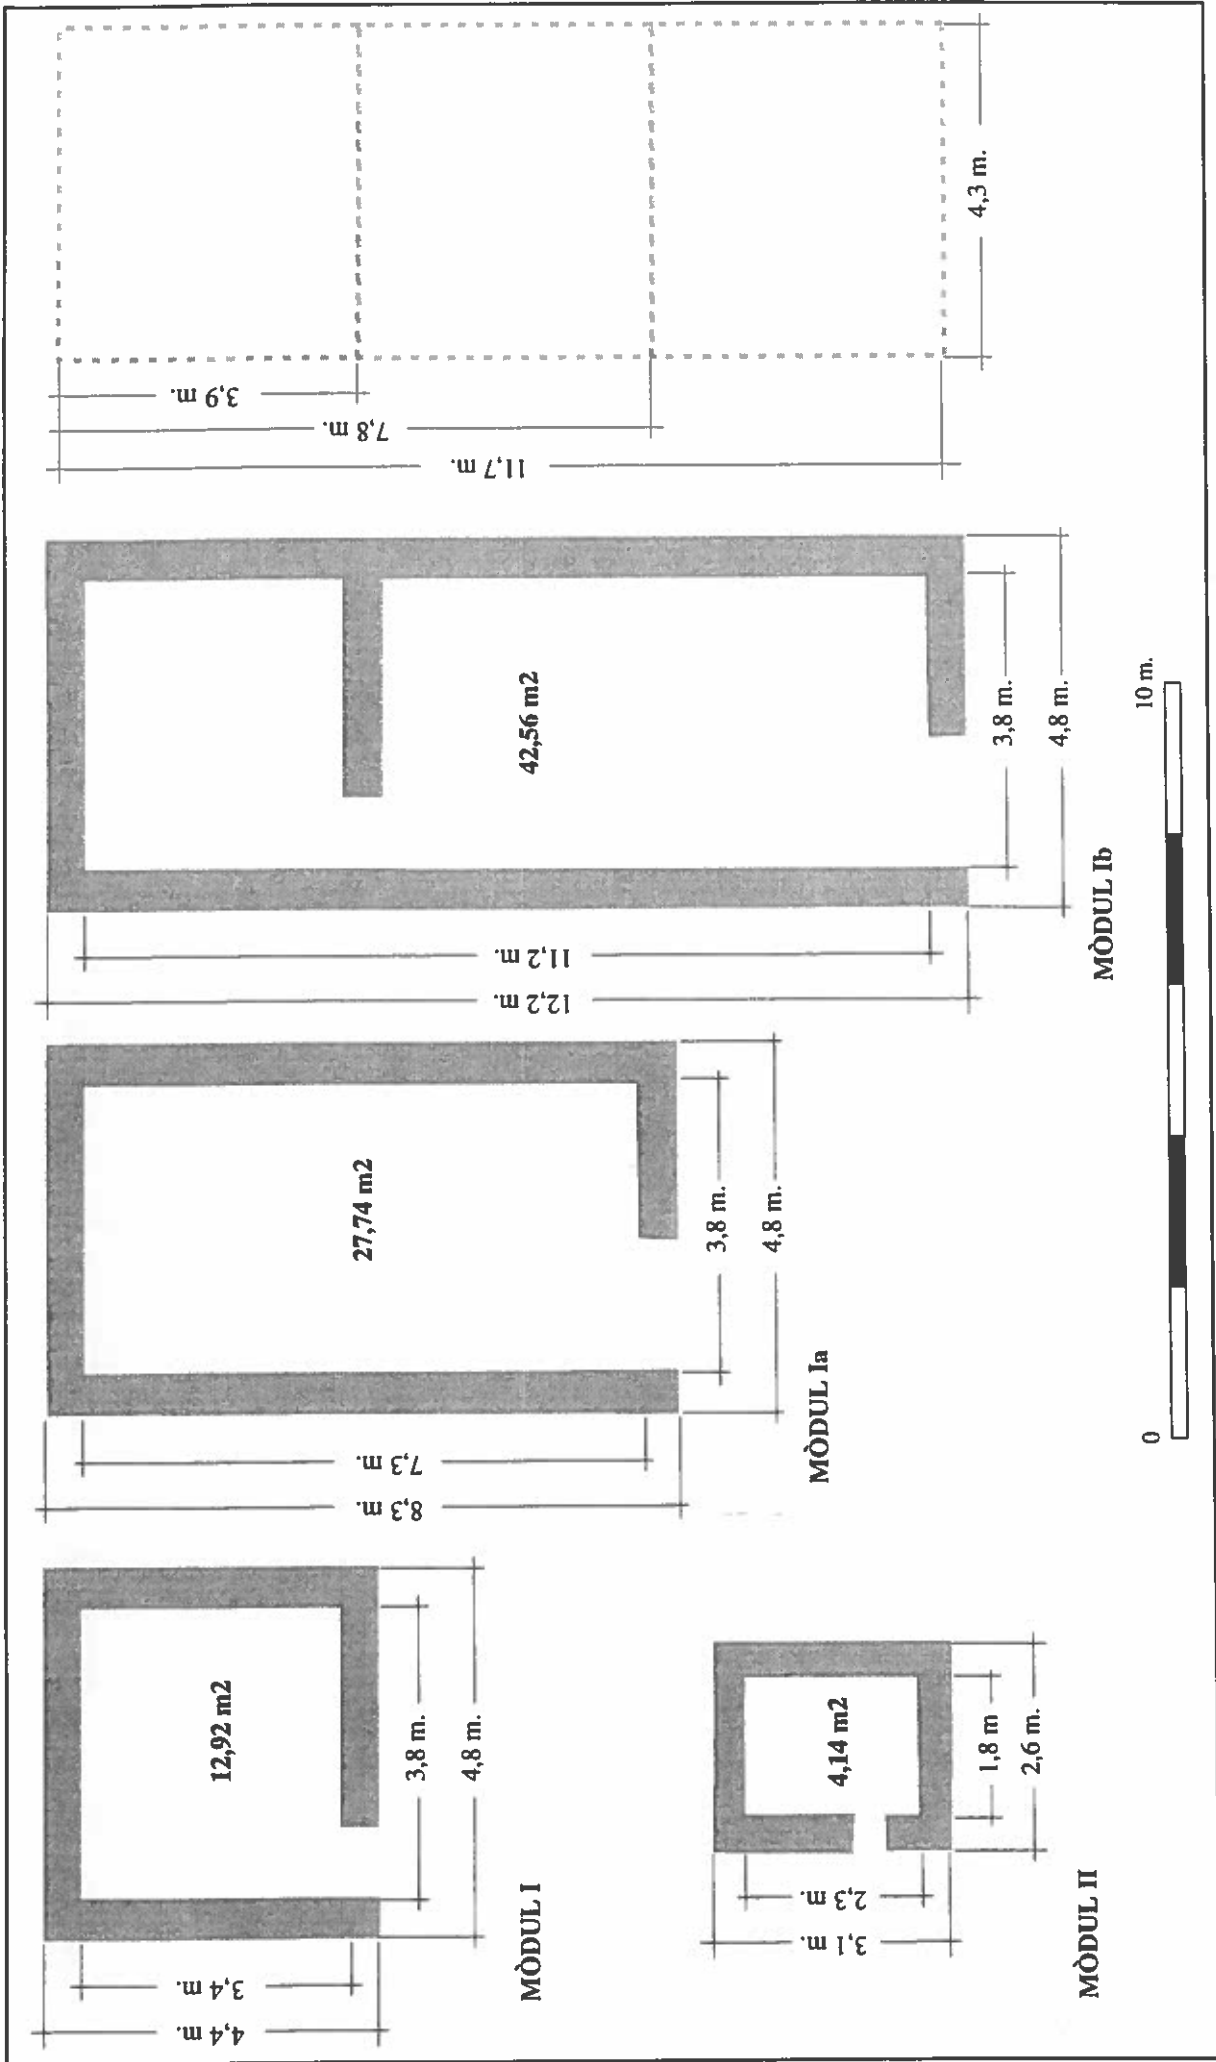 4,4 m.
3,4 m.
12,92 m2
3,8 m.
4,8 m.
MÒDUL I
8,3 m.
7,3 m.
27,74 m2
3,8 m.
4,8 m.
MÒDUL Ia
12,2 m.
11,2 m.
42,56 m2
3,8 m.
4,8 m.
MÒDUL Ib
11,7 m.
7,8 m.
3,9 m.
4,3 m.
3,1 m.
2,3 m.
4,14 m2
1,8 m
2,6 m.
MÒDUL II
0
10 m.